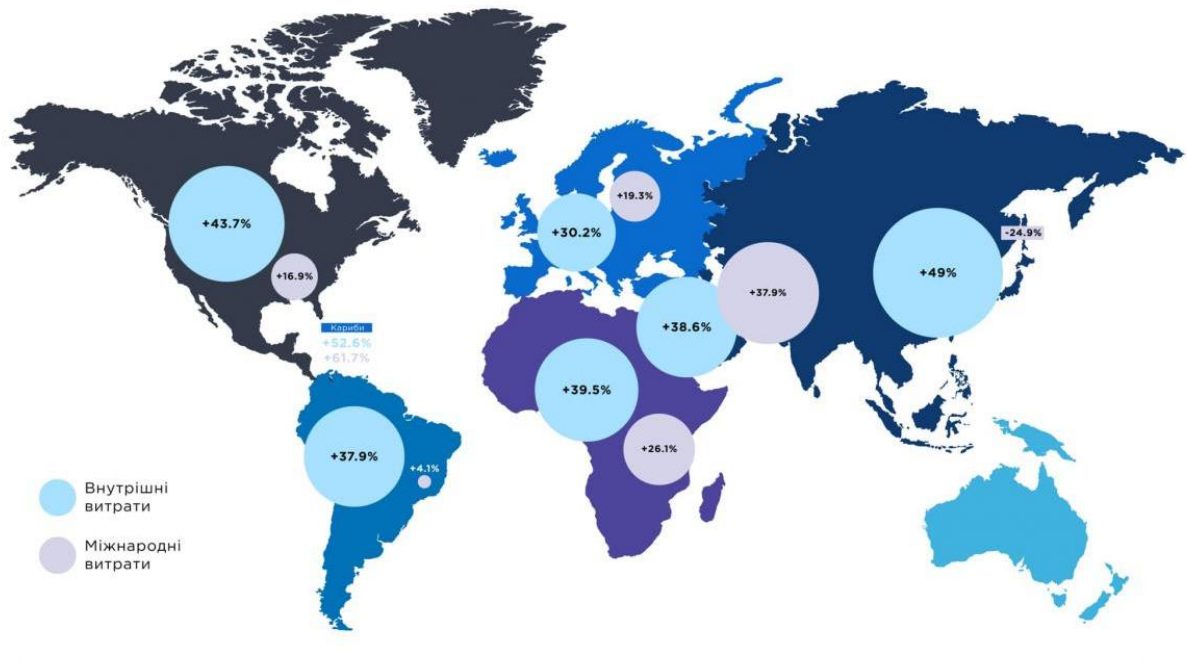 +19.3%
+43.7%
+30.2%
-24.9%
+49%
+16.9%
+37.9%
+38.6%
Кариби
+52.6%
+61.7%
+39.5%
+26.1%
+37.9%
+4.1%
Внутрішні
витрати
Міжнародні
витрати